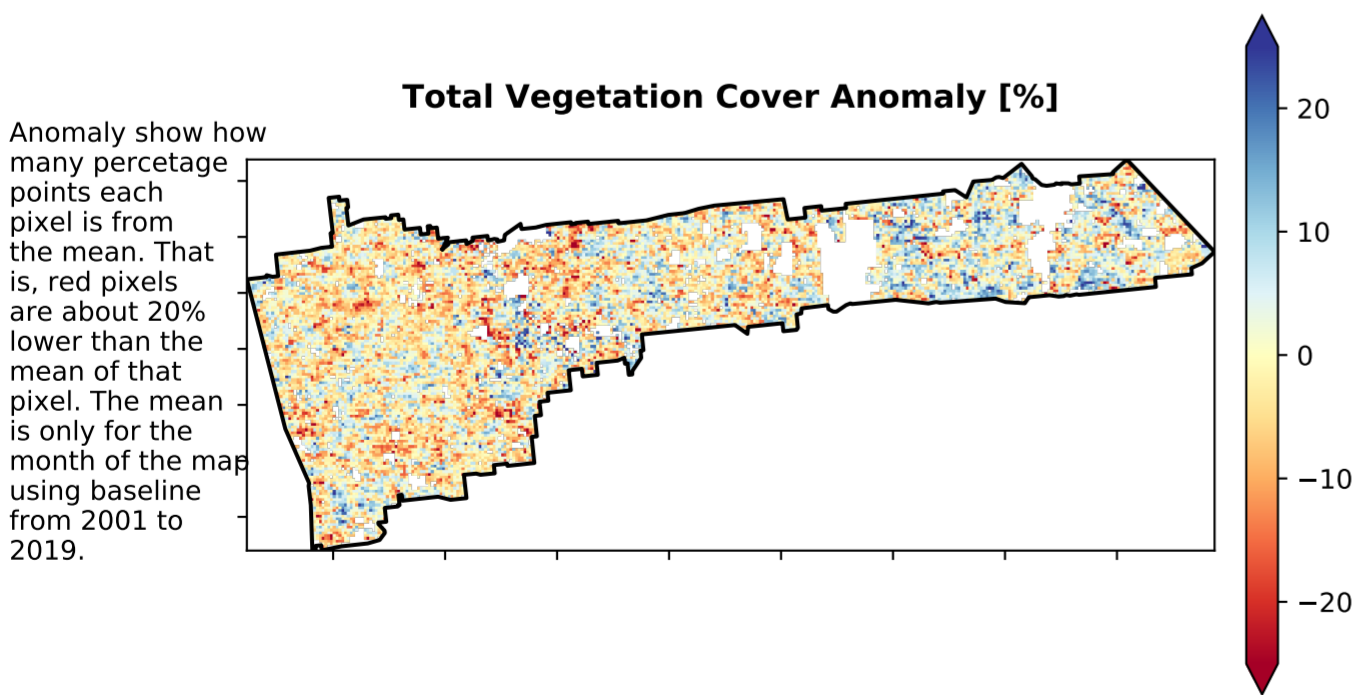 Total Vegetation Cover Anomaly [%]
Anomaly show how
many percetage
points each
pixel is from
the mean. That
is, red pixels
are about 20%
lower than the
mean of that
pixel. The mean
is only for the
month of the map
using baseline
from 2001 to
2019.
20
10
0
−10
−20